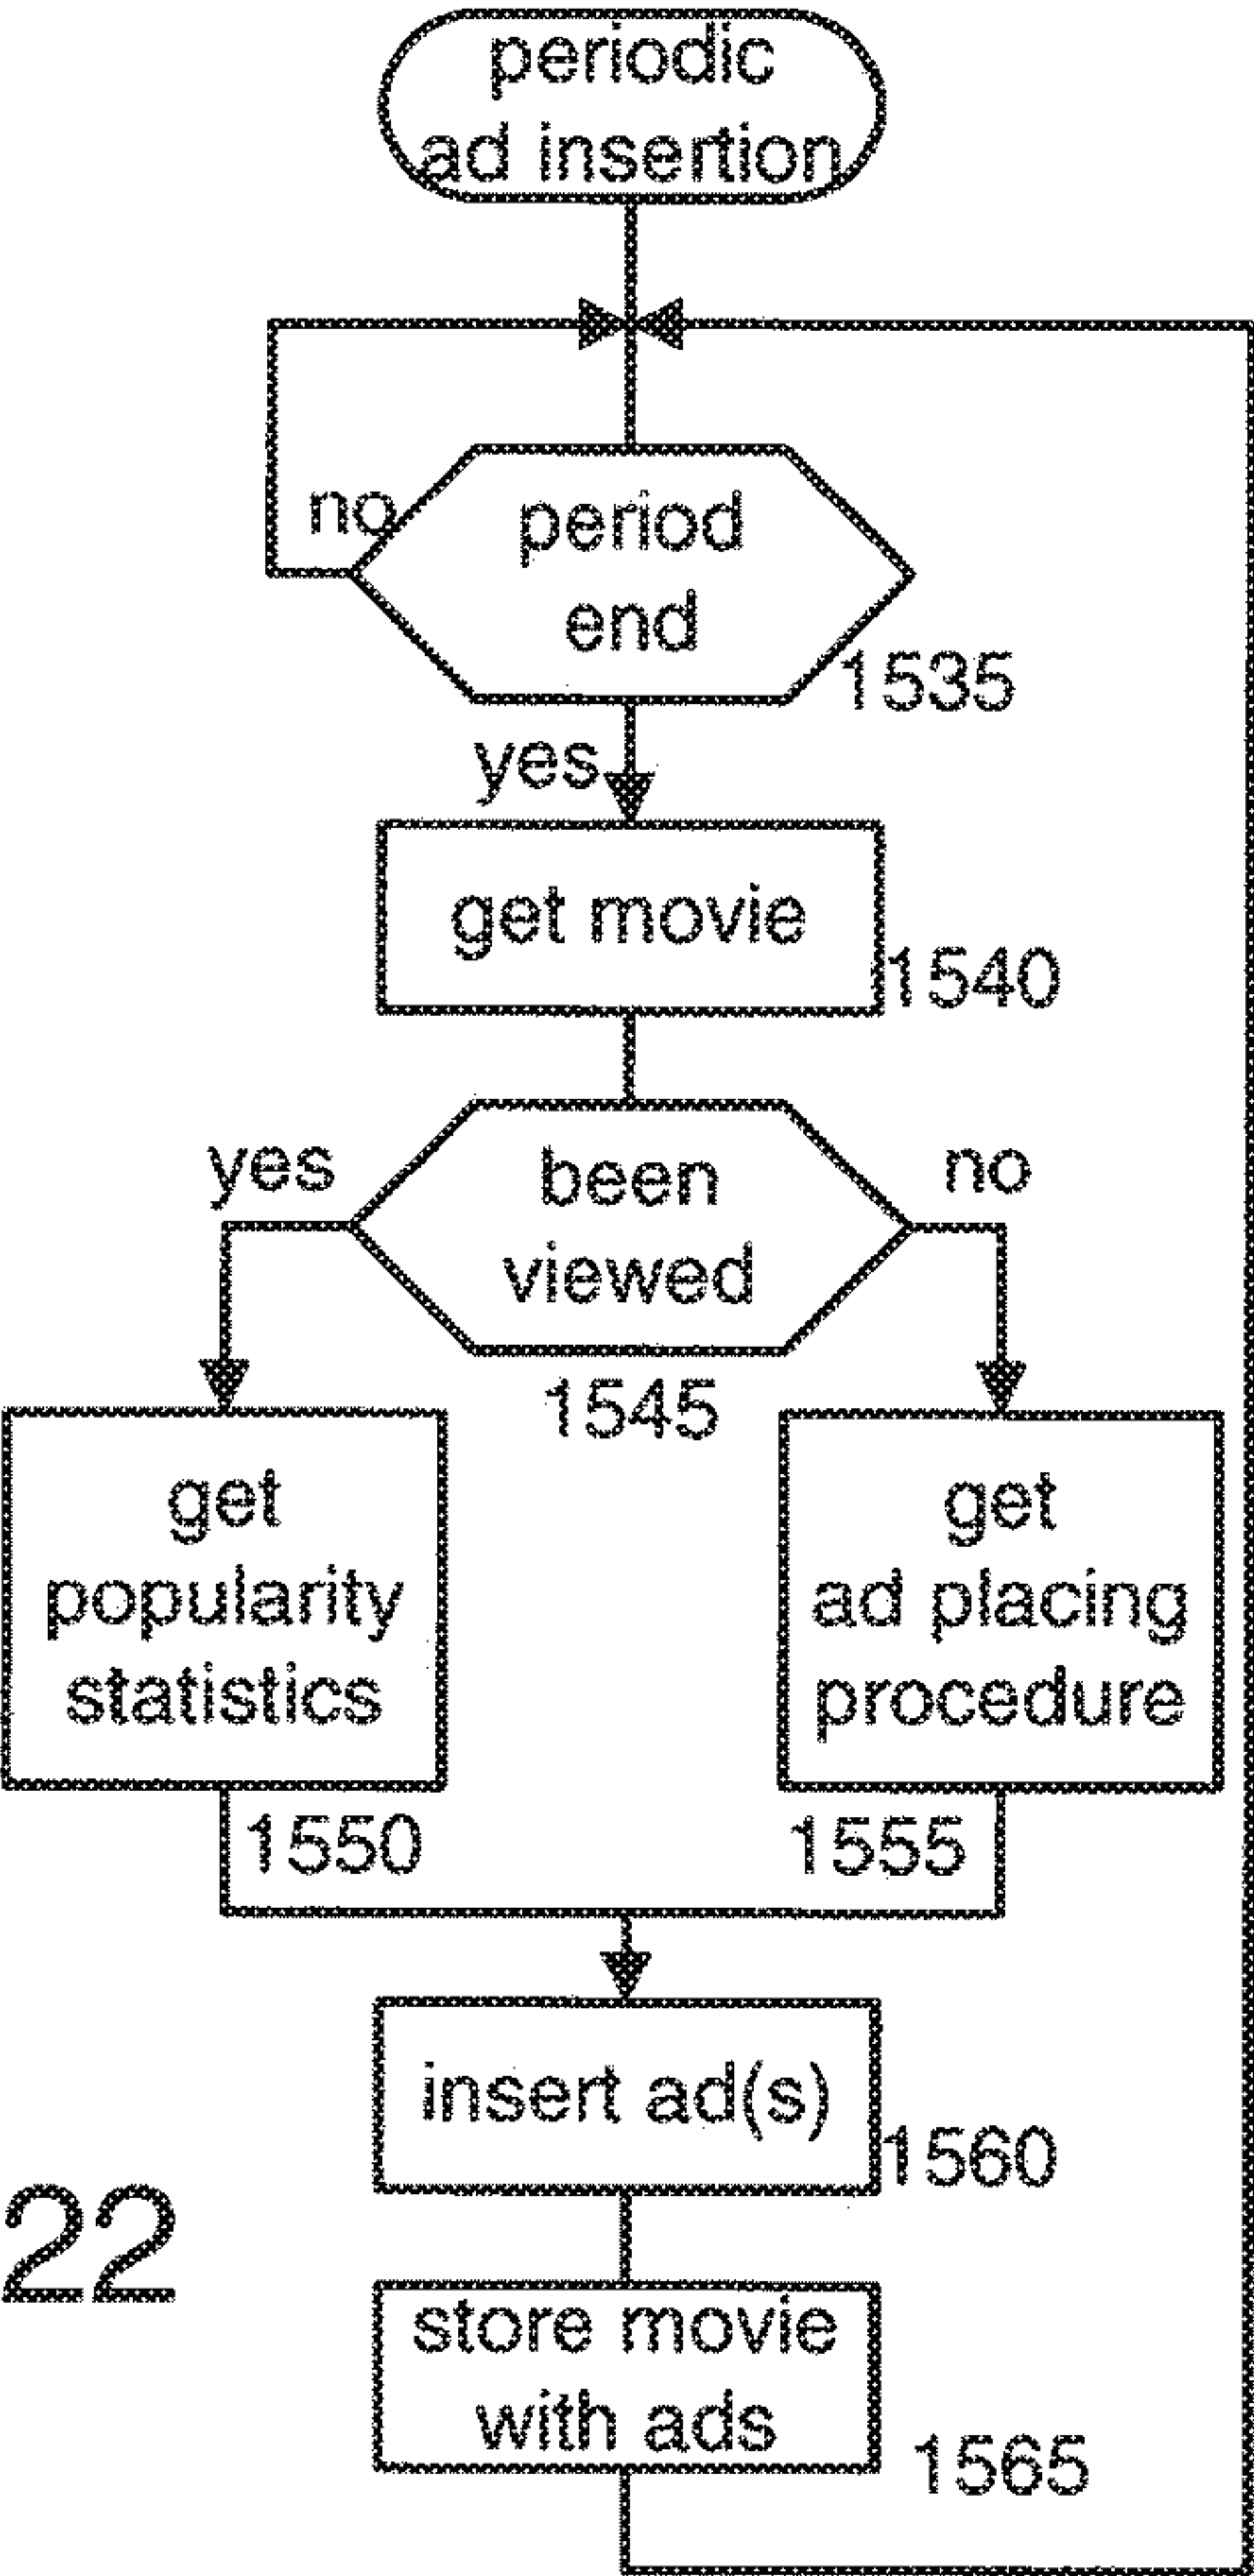 periodic
ad insertion
no
period
end
1535
yes
get movie
1540
yes
been
viewed
no
1545
get
popularity
statistics
get
ad placing
procedure
1550
1555
insert ad(s)
1560
22
store movie
with ads
1565